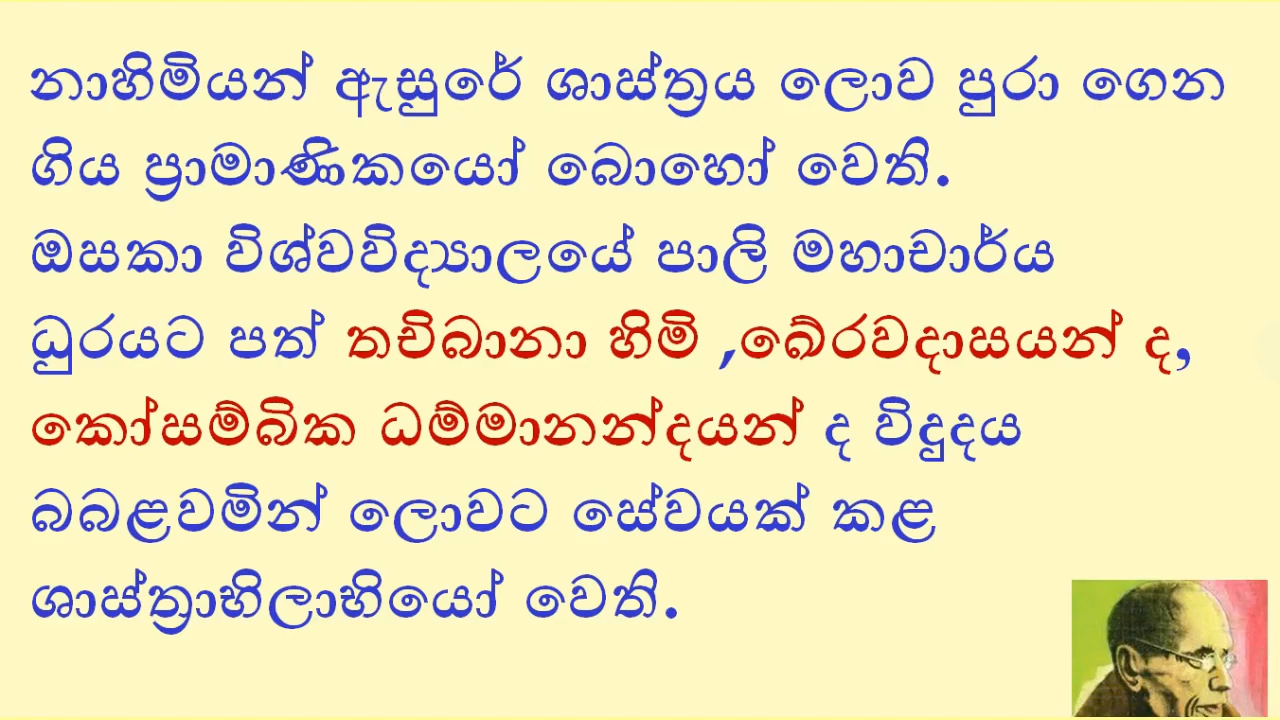 නාහිමියන් ඇසුරේ ශාස්ත්‍රය ලොව පුරා ගෙන
ගිය ප්‍රාමාණිකයෝ බොහෝ වෙති.
ඔසකා විශ්වවිද්‍යාලයේ පාලි මහාචාර්ය
ධුරයට පත් තචිබානා හිමි ,ඛේරවදාසයන් ද,
කෝසම්බික ධම්මානන්දයන් ද විදුදය
බබළවමින් ලොවට සේවයක් කළ
ශාස්ත්‍රාභිලාභියෝ වෙති.